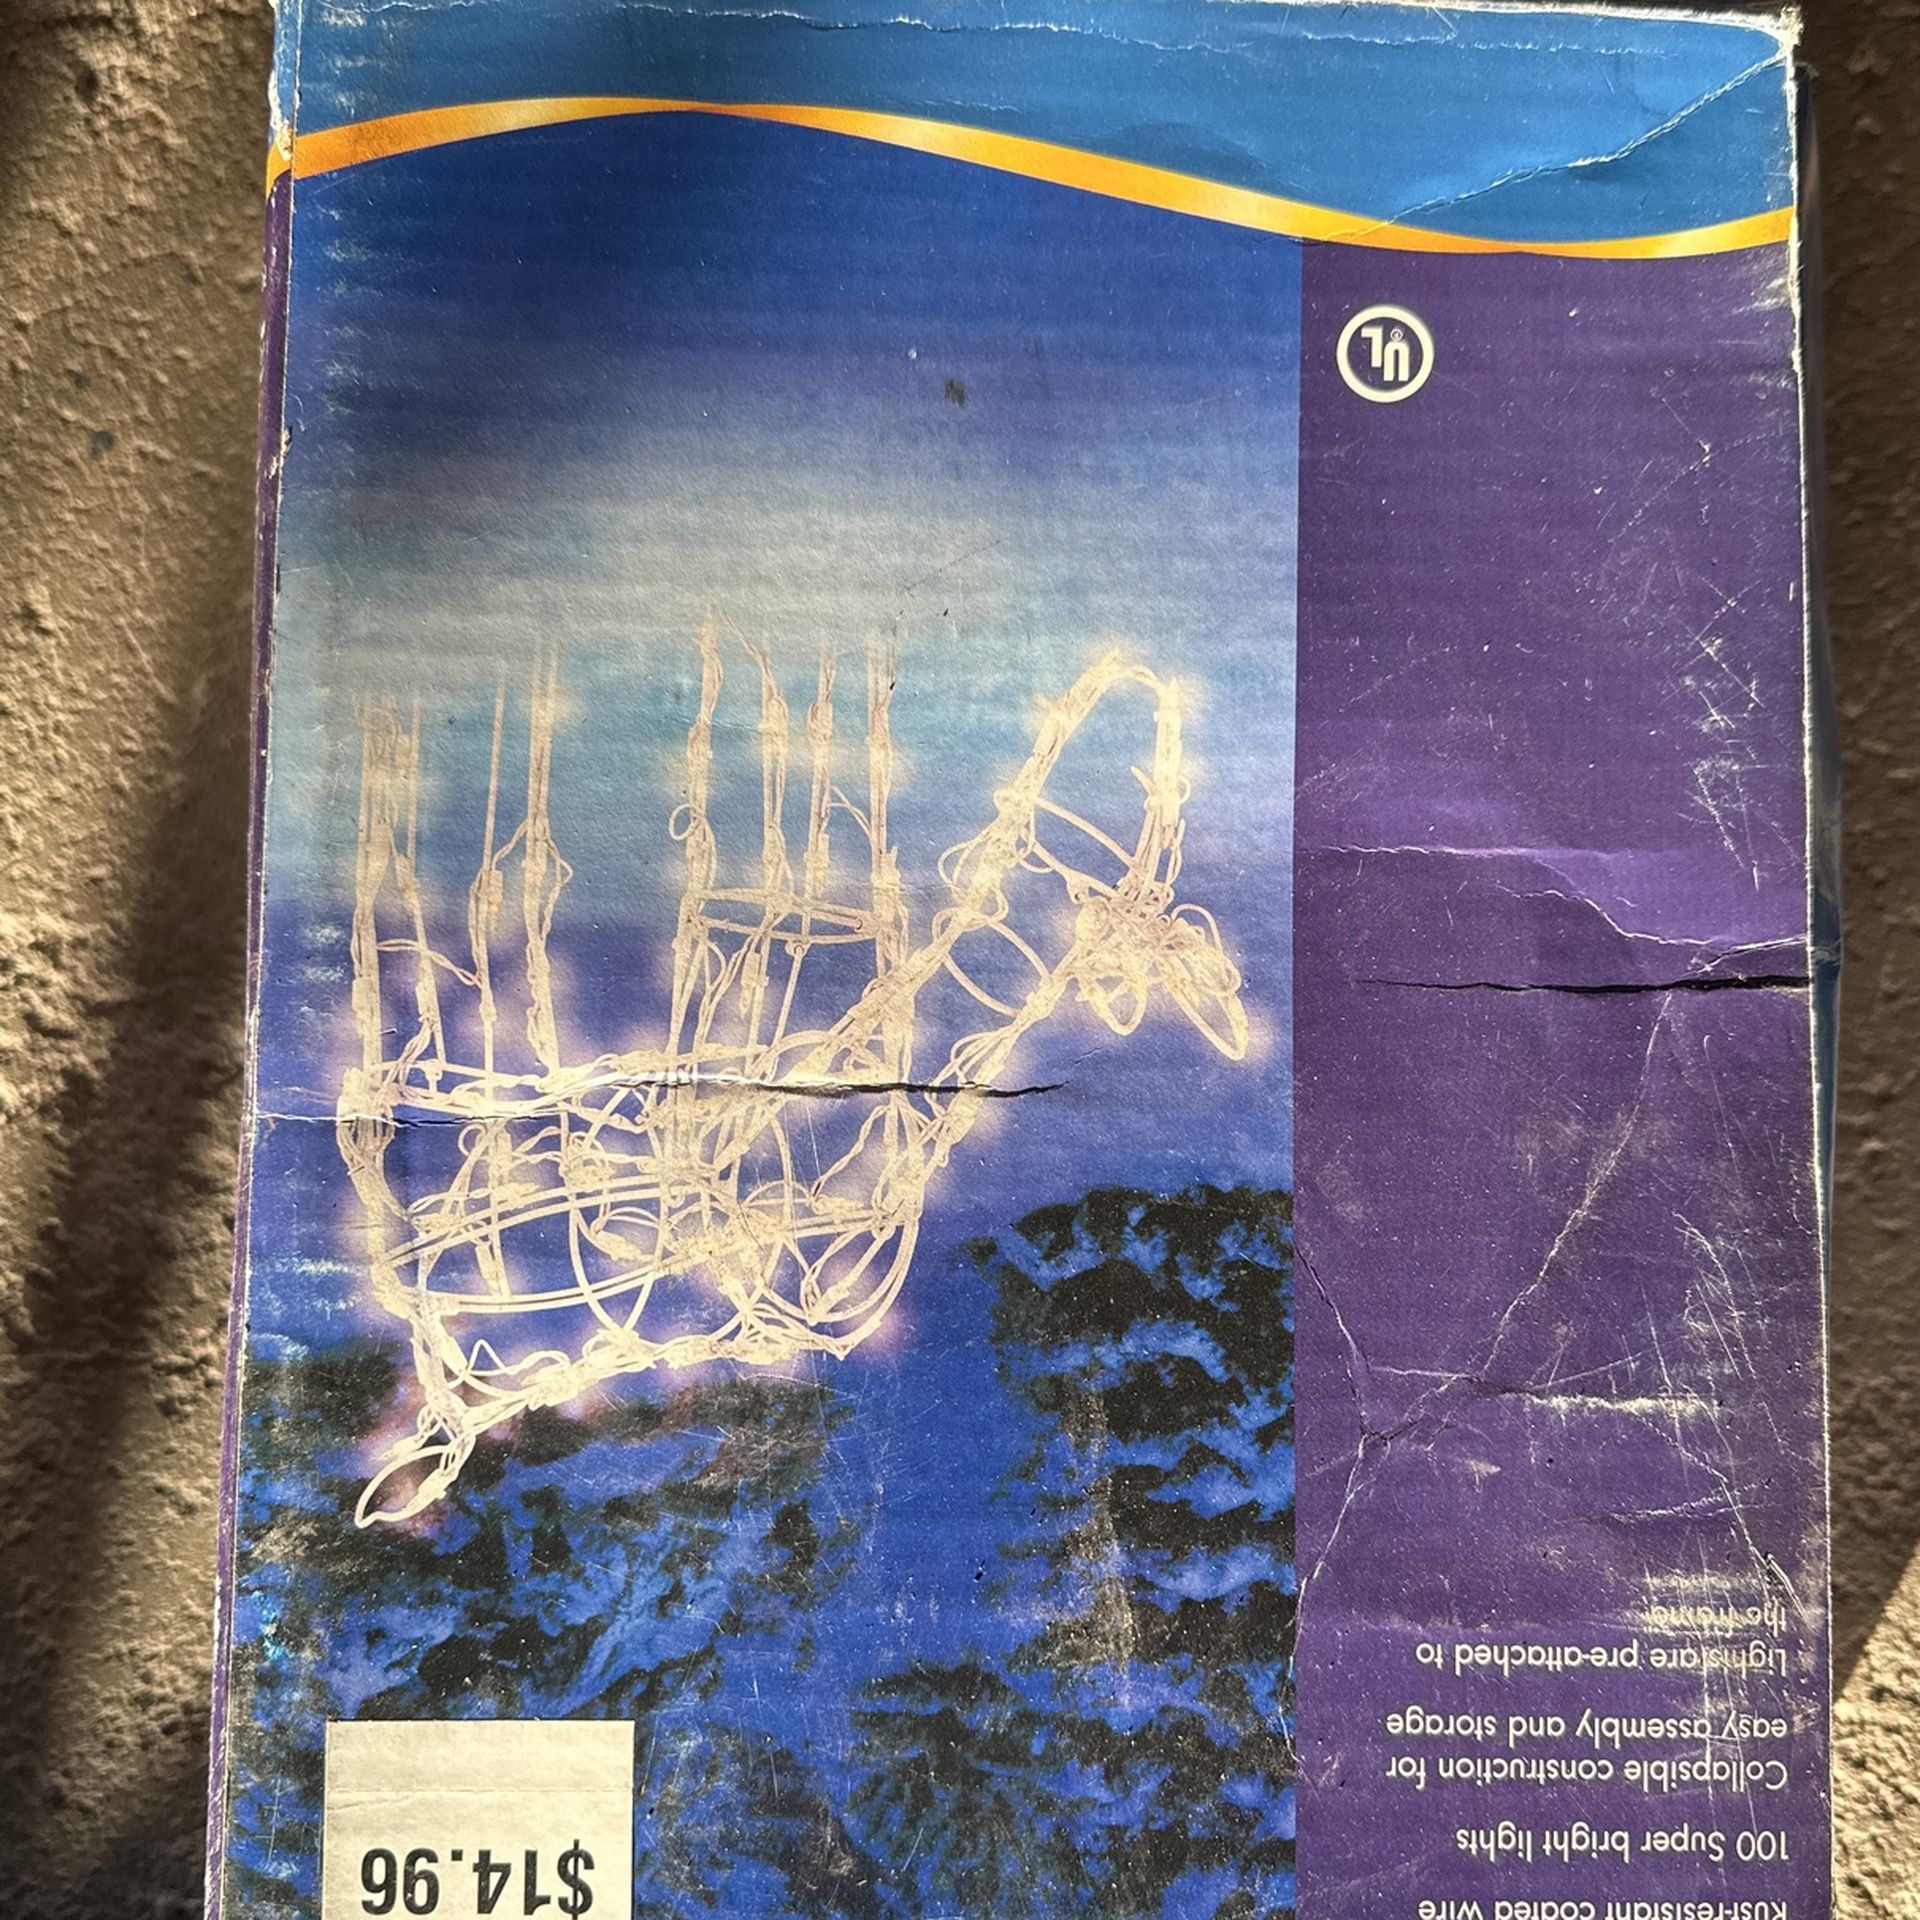 Rust-resistant coated wire
100 Super bright lights
Collapsible construction for
easy assembly and storage
Lights are pre-attached to
the frame
$14.96
UL